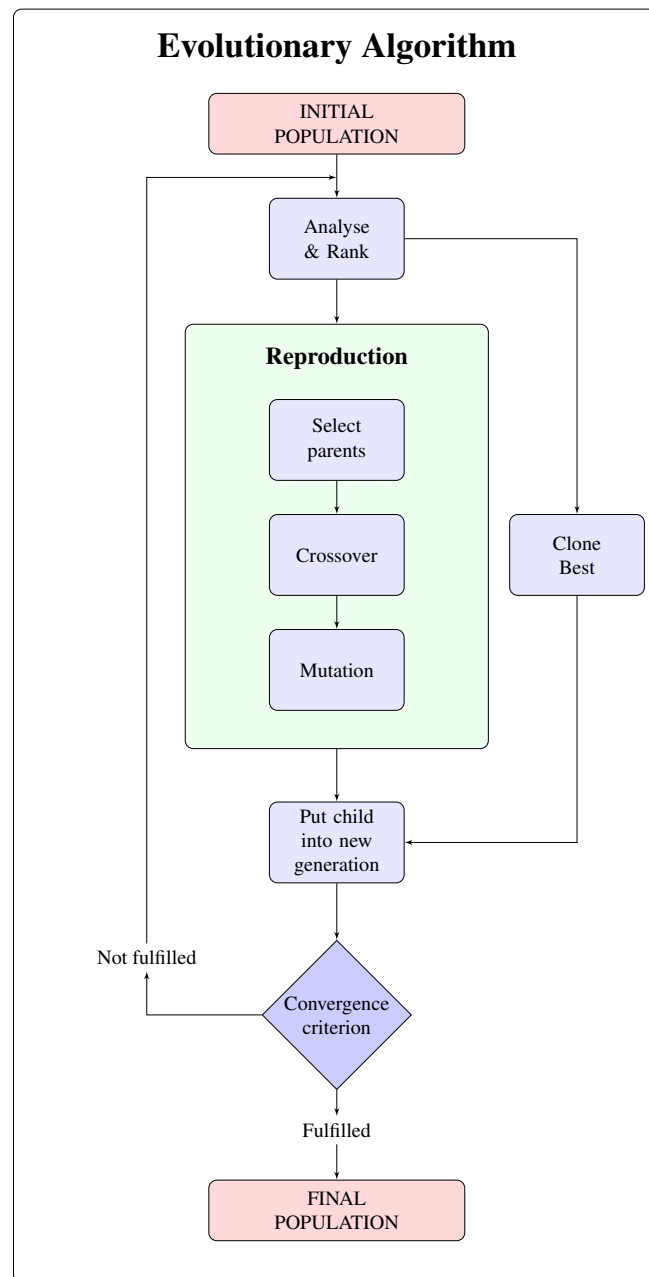 Evolutionary Algorithm
INITIAL
POPULATION
Analyse
& Rank
Reproduction
Select
parents
Crossover
Clone
Best
Mutation
Put child
into new
generation
Not fulfilled
Convergence
criterion
Fulfilled
FINAL
POPULATION